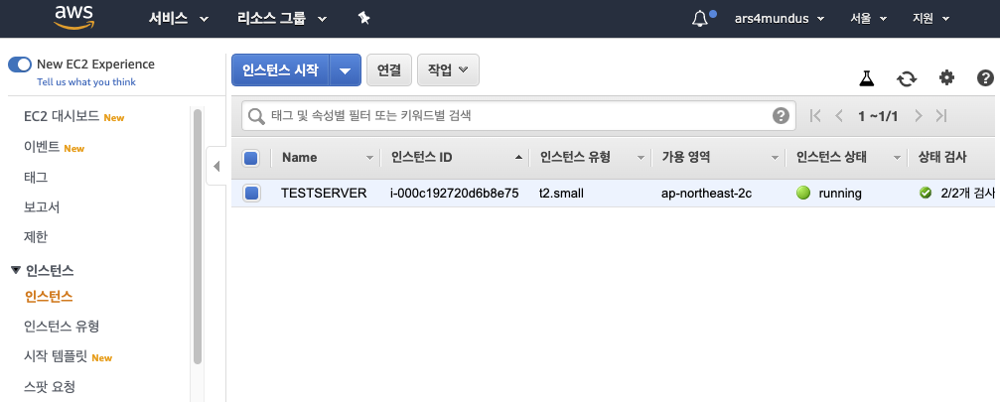 aws 서비스 리소스 그룹 ars4mundus 서울 지원
New EC2 Experience
Tell us what you think
EC2 대시보드 New
이벤트 New
태그
보고서
제한
인스턴스
인스턴스
인스턴스 유형
시작 템플릿 New
스팟 요청
인스턴스 시작 연결 작업
태그 및 속성별 필터 또는 키워드별 검색 1 ~1/1
Name 인스턴스 ID 인스턴스 유형 가용 영역 인스턴스 상태 상태 검사
TESTSERVER i-000c192720d6b8e75 t2.small ap-northeast-2c running 2/2개 검사